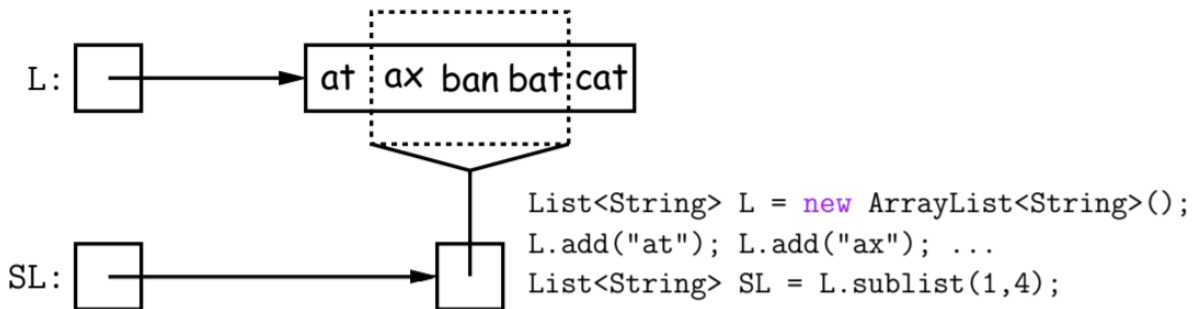 L:
at ax ban bat cat
List<String> L = new ArrayList<String>();
L.add("at"); L.add("ax"); ...
SL:
List<String> SL = L.sublist(1,4);